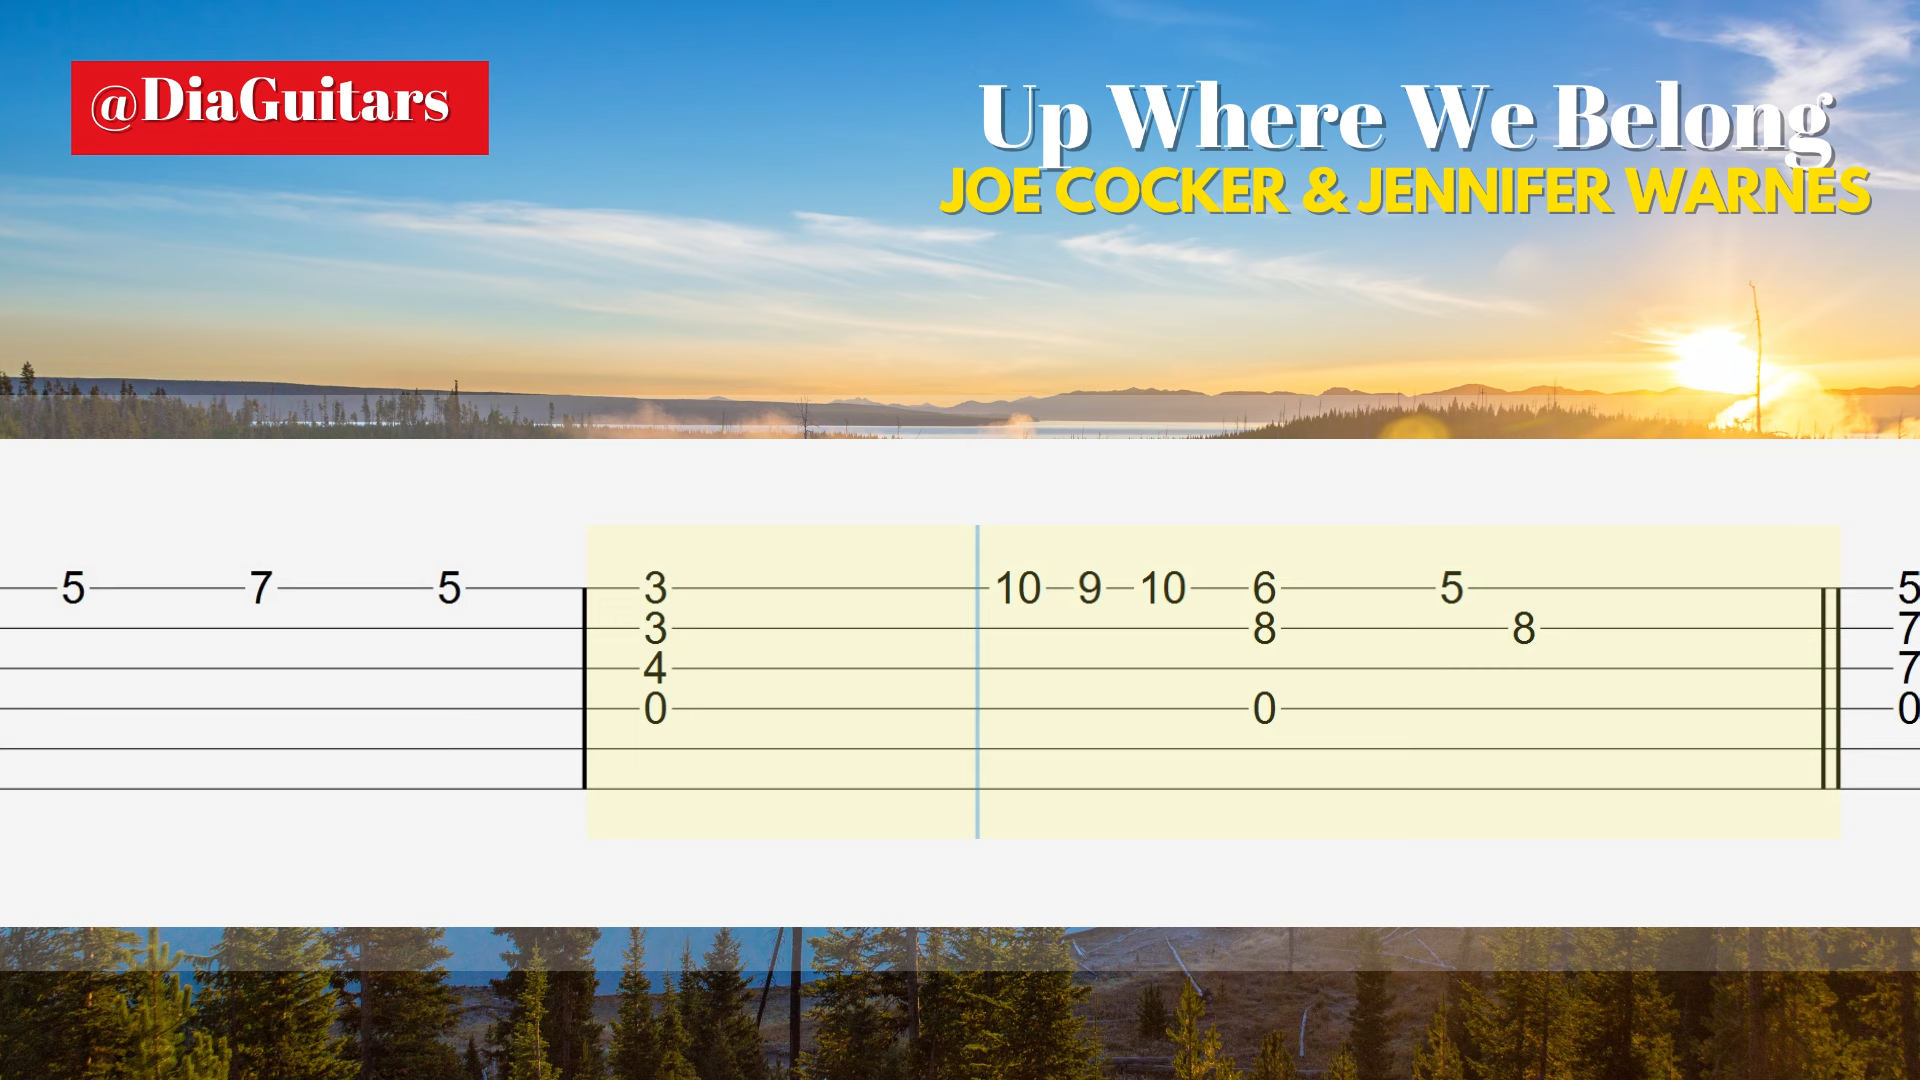 @DiaGuitars
Up Where We Belong
JOE COCKER & JENNIFER WARNES
5 7 5 3 10 9 10 6 5 5
3 8 8 7
4 7
0 0 0